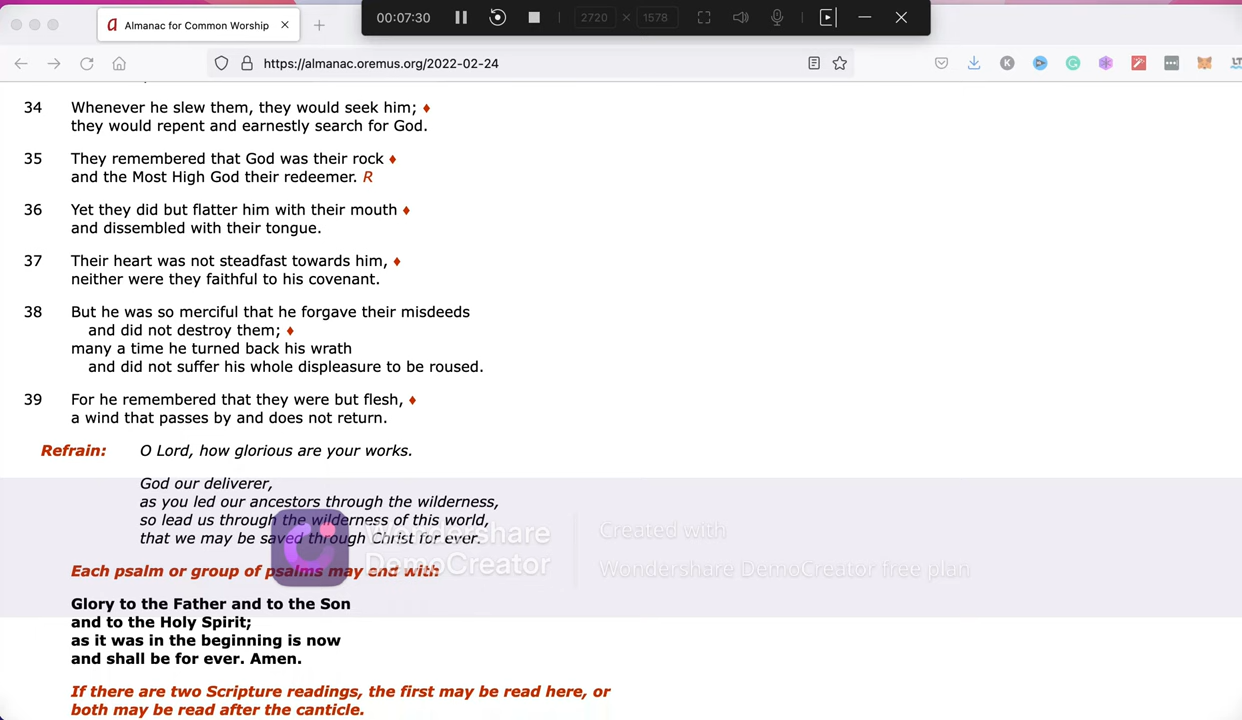 00:07:30
2720 × 1578
Almanac for Common Worship
https://almanac.oremus.org/2022-02-24
34 Whenever he slew them, they would seek him; ♦
they would repent and earnestly search for God.
35 They remembered that God was their rock ♦
and the Most High God their redeemer. R
36 Yet they did but flatter him with their mouth ♦
and dissembled with their tongue.
37 Their heart was not steadfast towards him, ♦
neither were they faithful to his covenant.
38 But he was so merciful that he forgave their misdeeds
and did not destroy them; ♦
many a time he turned back his wrath
and did not suffer his whole displeasure to be roused.
39 For he remembered that they were but flesh, ♦
a wind that passes by and does not return.
Refrain: O Lord, how glorious are your works.
God our deliverer,
as you led our ancestors through the wilderness,
so lead us through the wilderness of this world,
that we may be saved through Christ for ever.
Wondershare
DemoCreator
Created with
Wondershare DemoCreator free plan
Each psalm or group of psalms may end with
Glory to the Father and to the Son
and to the Holy Spirit;
as it was in the beginning is now
and shall be for ever. Amen.
If there are two Scripture readings, the first may be read here, or
both may be read after the canticle.